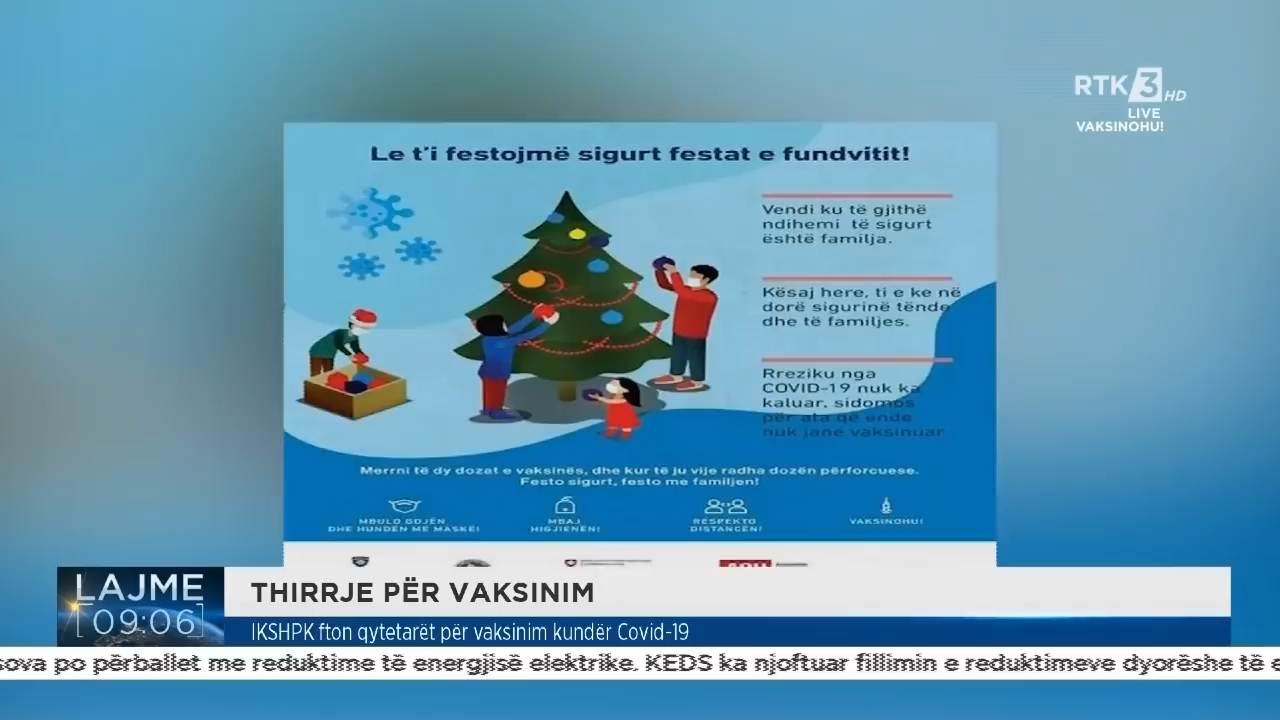 RTK 3 HD
LIVE
VAKSINOHU!
Le t'i festojmë sigurt festat e fundvitit!
Vendi ku të gjithë
ndihemi të sigurt
është familja.
Kësaj here, ti e ke në
dorë sigurinë tënde
dhe të familjes.
Rreziku nga
COVID-19 nuk ka
kaluar, sidomos
për ata që ende
nuk janë vaksinuar
Merrni të dy dozat e vaksinës, dhe kur të ju vije radha dozën përforcuese.
Festo sigurt, festo me familjen!
MBULO GOJËN
DHE HUNDËN ME MASKË!
MBAJ
HIGJIENËN!
RESPEKTO
DISTANCËN!
VAKSINOHU!
LAJME
09:06
THIRRJE PËR VAKSINIM
IKSHPK fton qytetarët për vaksinim kundër Covid-19
sova po përballet me reduktime të energjisë elektrike. KEDS ka njoftuar fillimin e reduktimeve dyorëshe të e